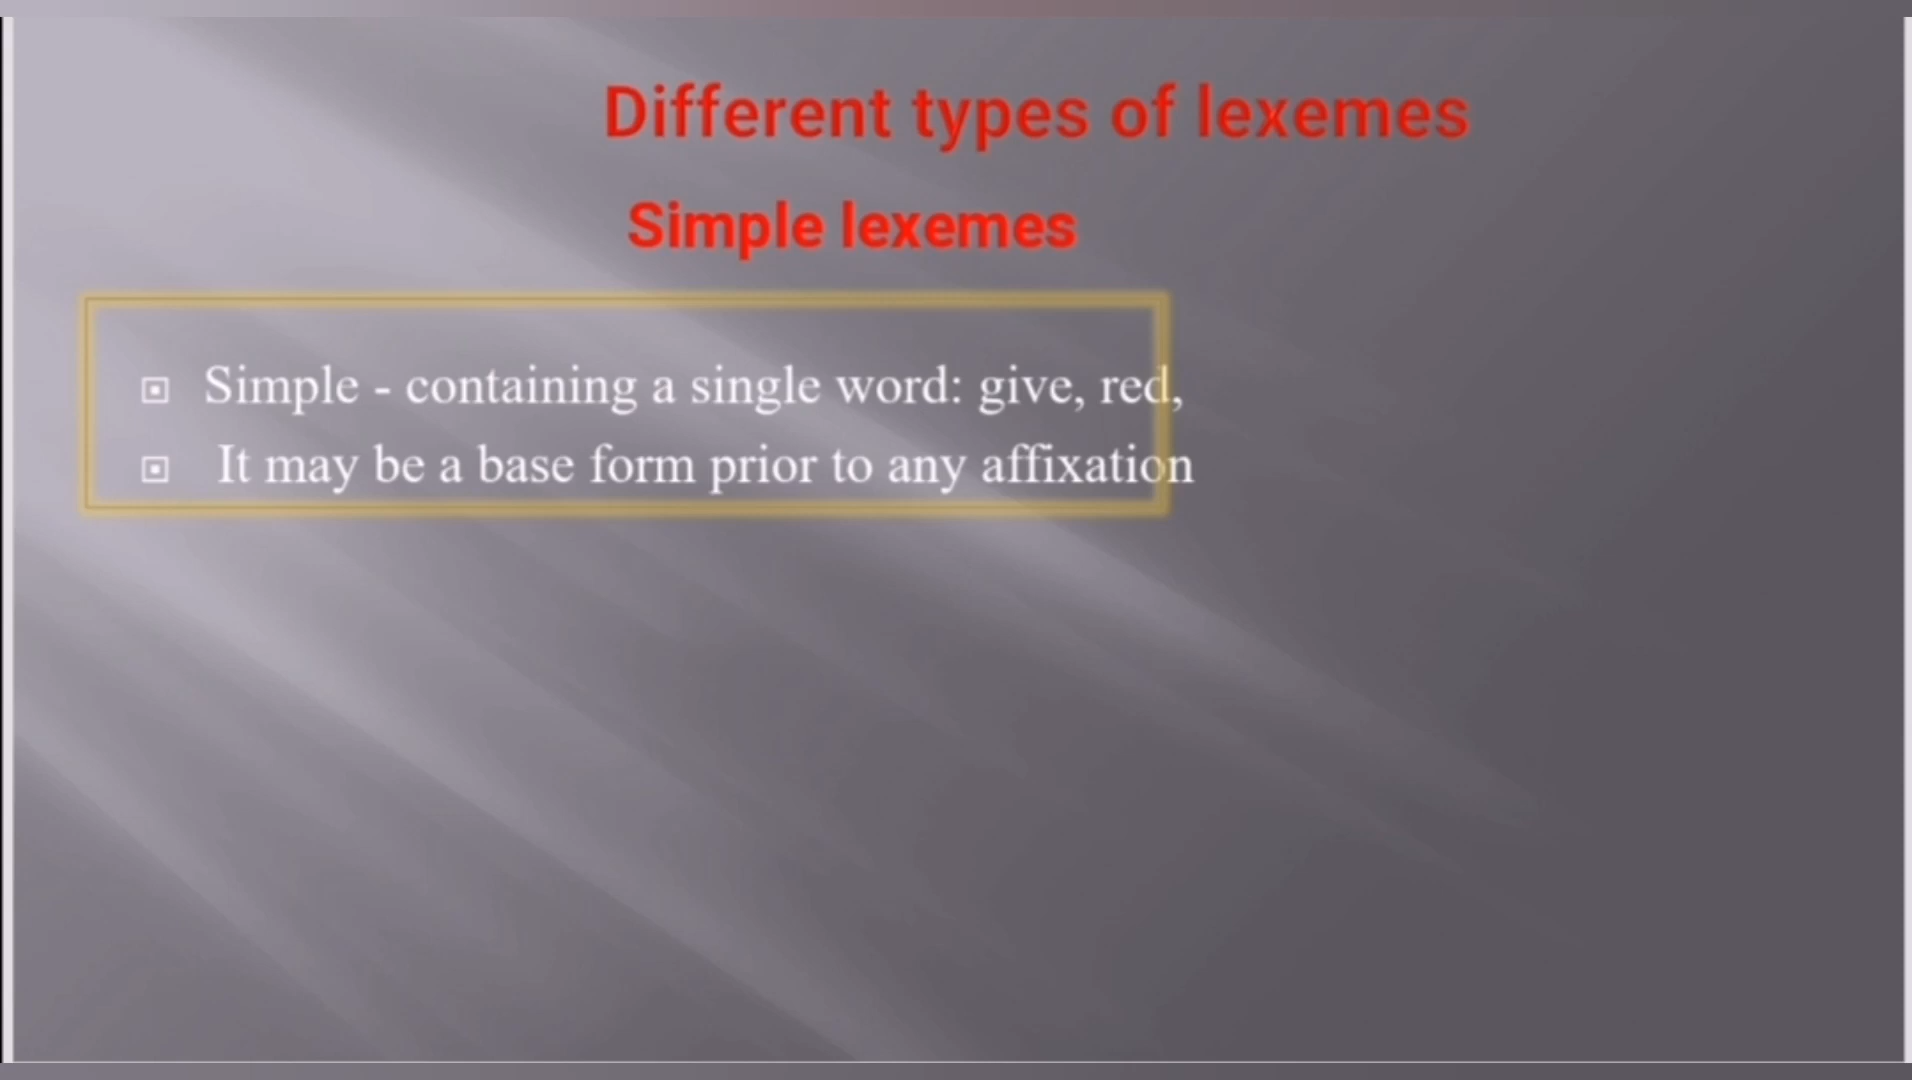 Different types of lexemes
Simple lexemes
Simple - containing a single word: give, red,
It may be a base form prior to any affixation